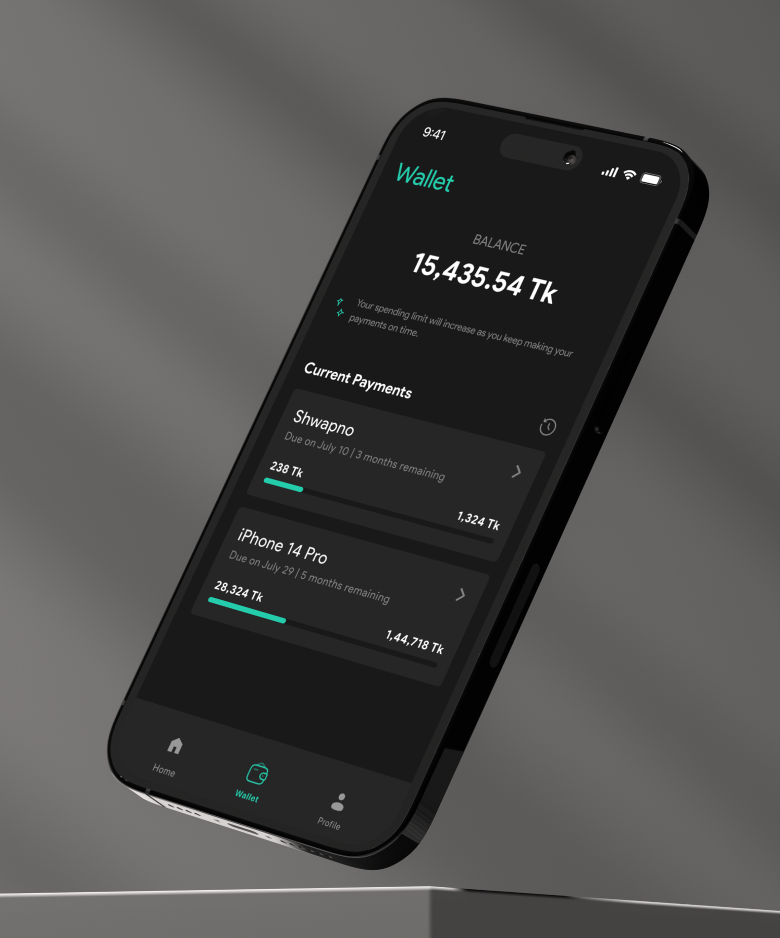 9:41
Wallet
BALANCE
15,435.54 Tk
Your spending limit will increase as you keep making your
payments on time.
Current Payments
Shwapno
Due on July 10 | 3 months remaining
238 Tk
1,324 Tk
iPhone 14 Pro
Due on July 29 | 5 months remaining
28,324 Tk
1,44,718 Tk
Home
Wallet
Profile